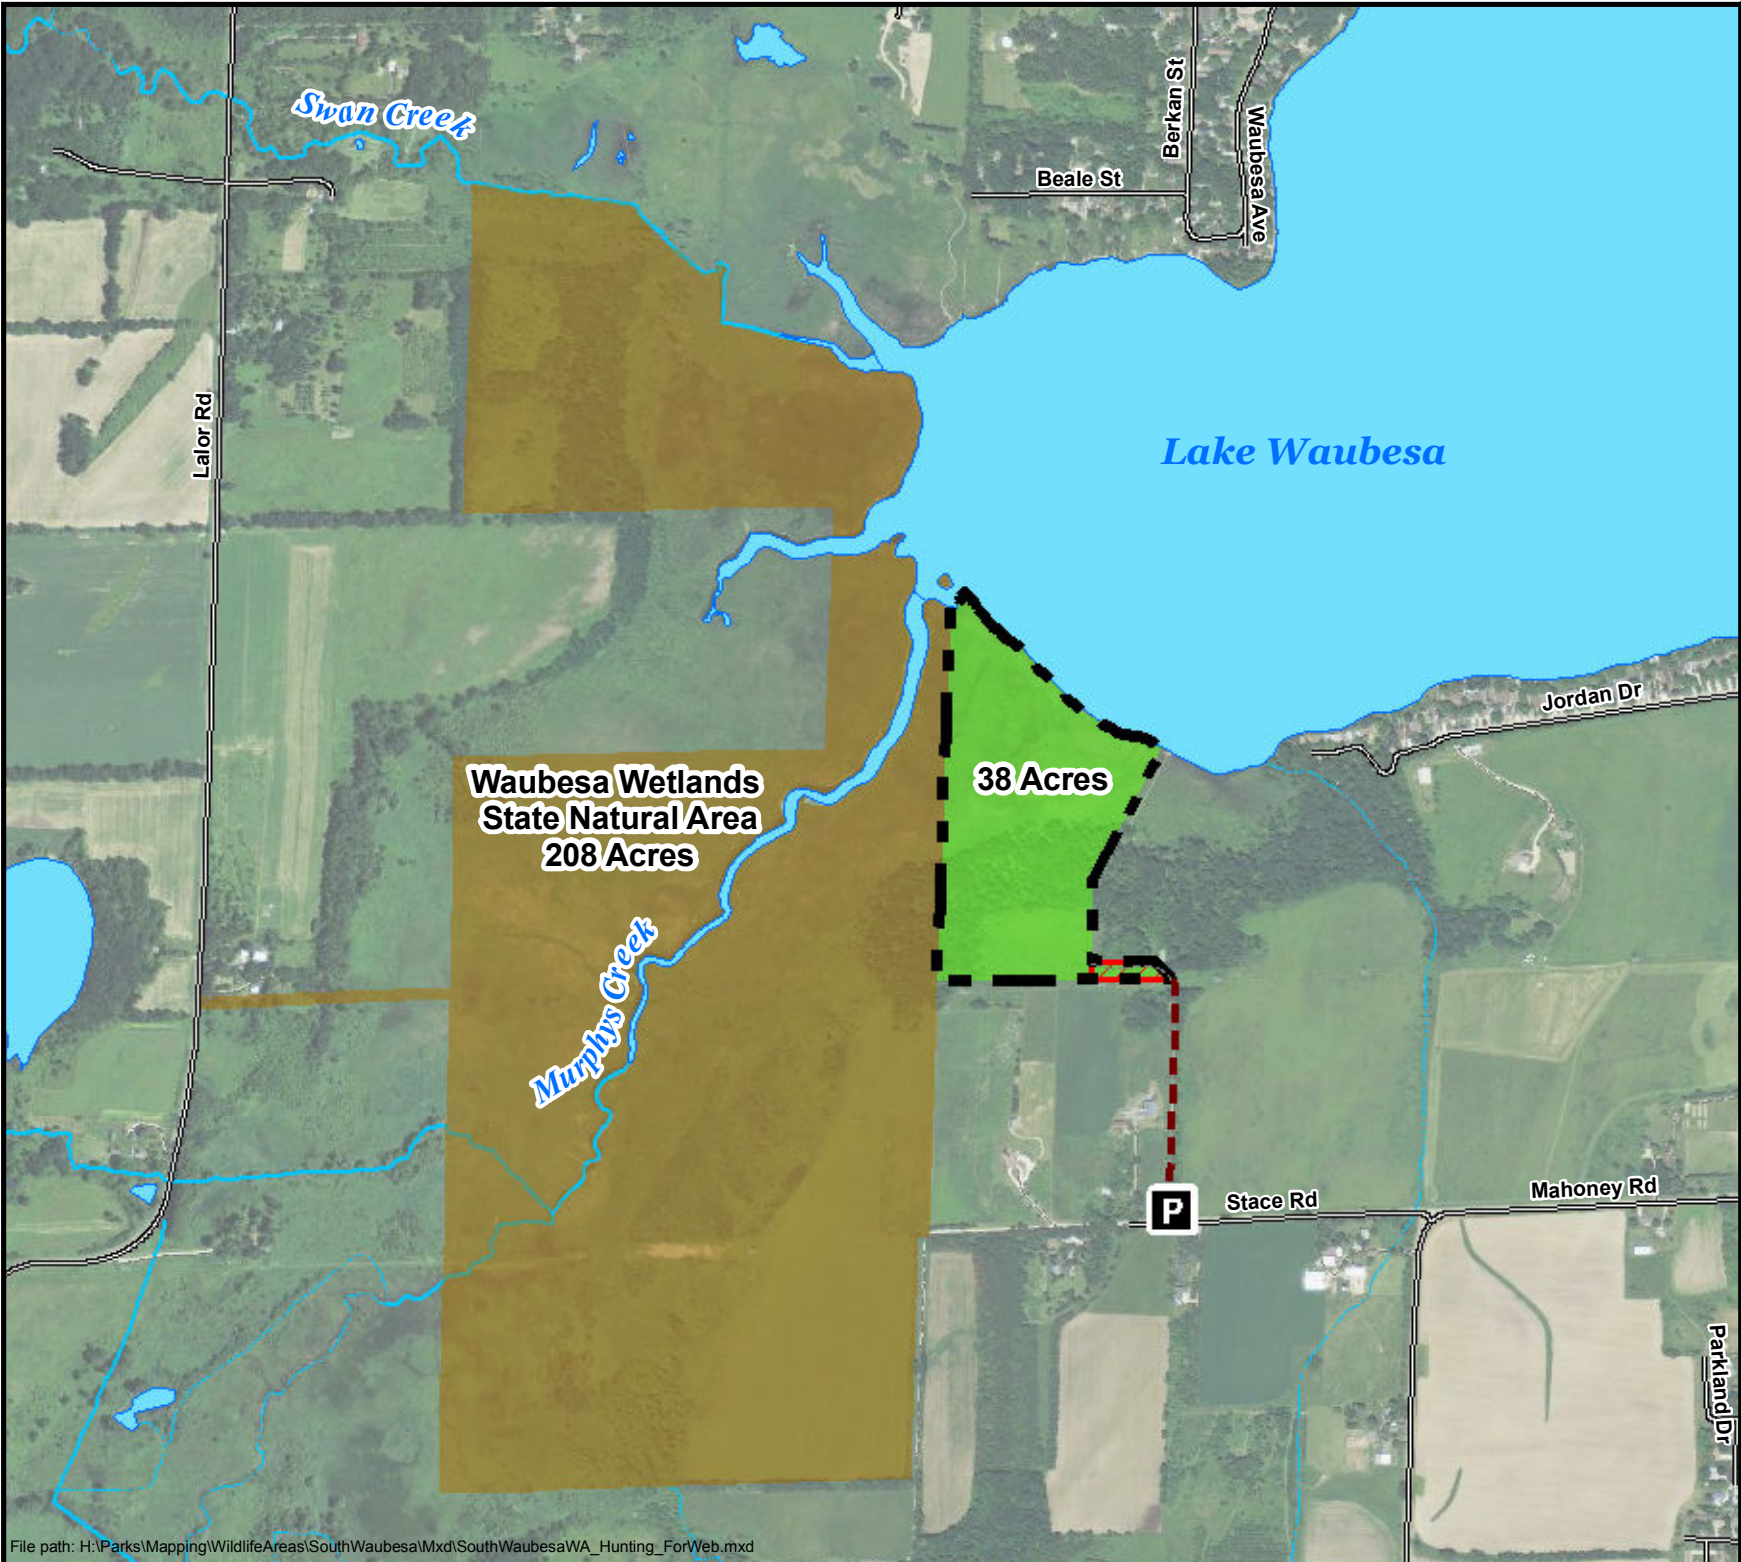 Swan Creek
Berkan St
Waubesa Ave
Beale St
Lalor Rd
Lake Waubesa
Jordan Dr
Waubesa Wetlands
State Natural Area
208 Acres
38 Acres
Murphys Creek
P
Stace Rd
Mahoney Rd
Parkland Dr
File path: H:\Parks\Mapping\WildlifeAreas\SouthWaubesa\Mxd\SouthWaubesaWA_Hunting_ForWeb.mxd